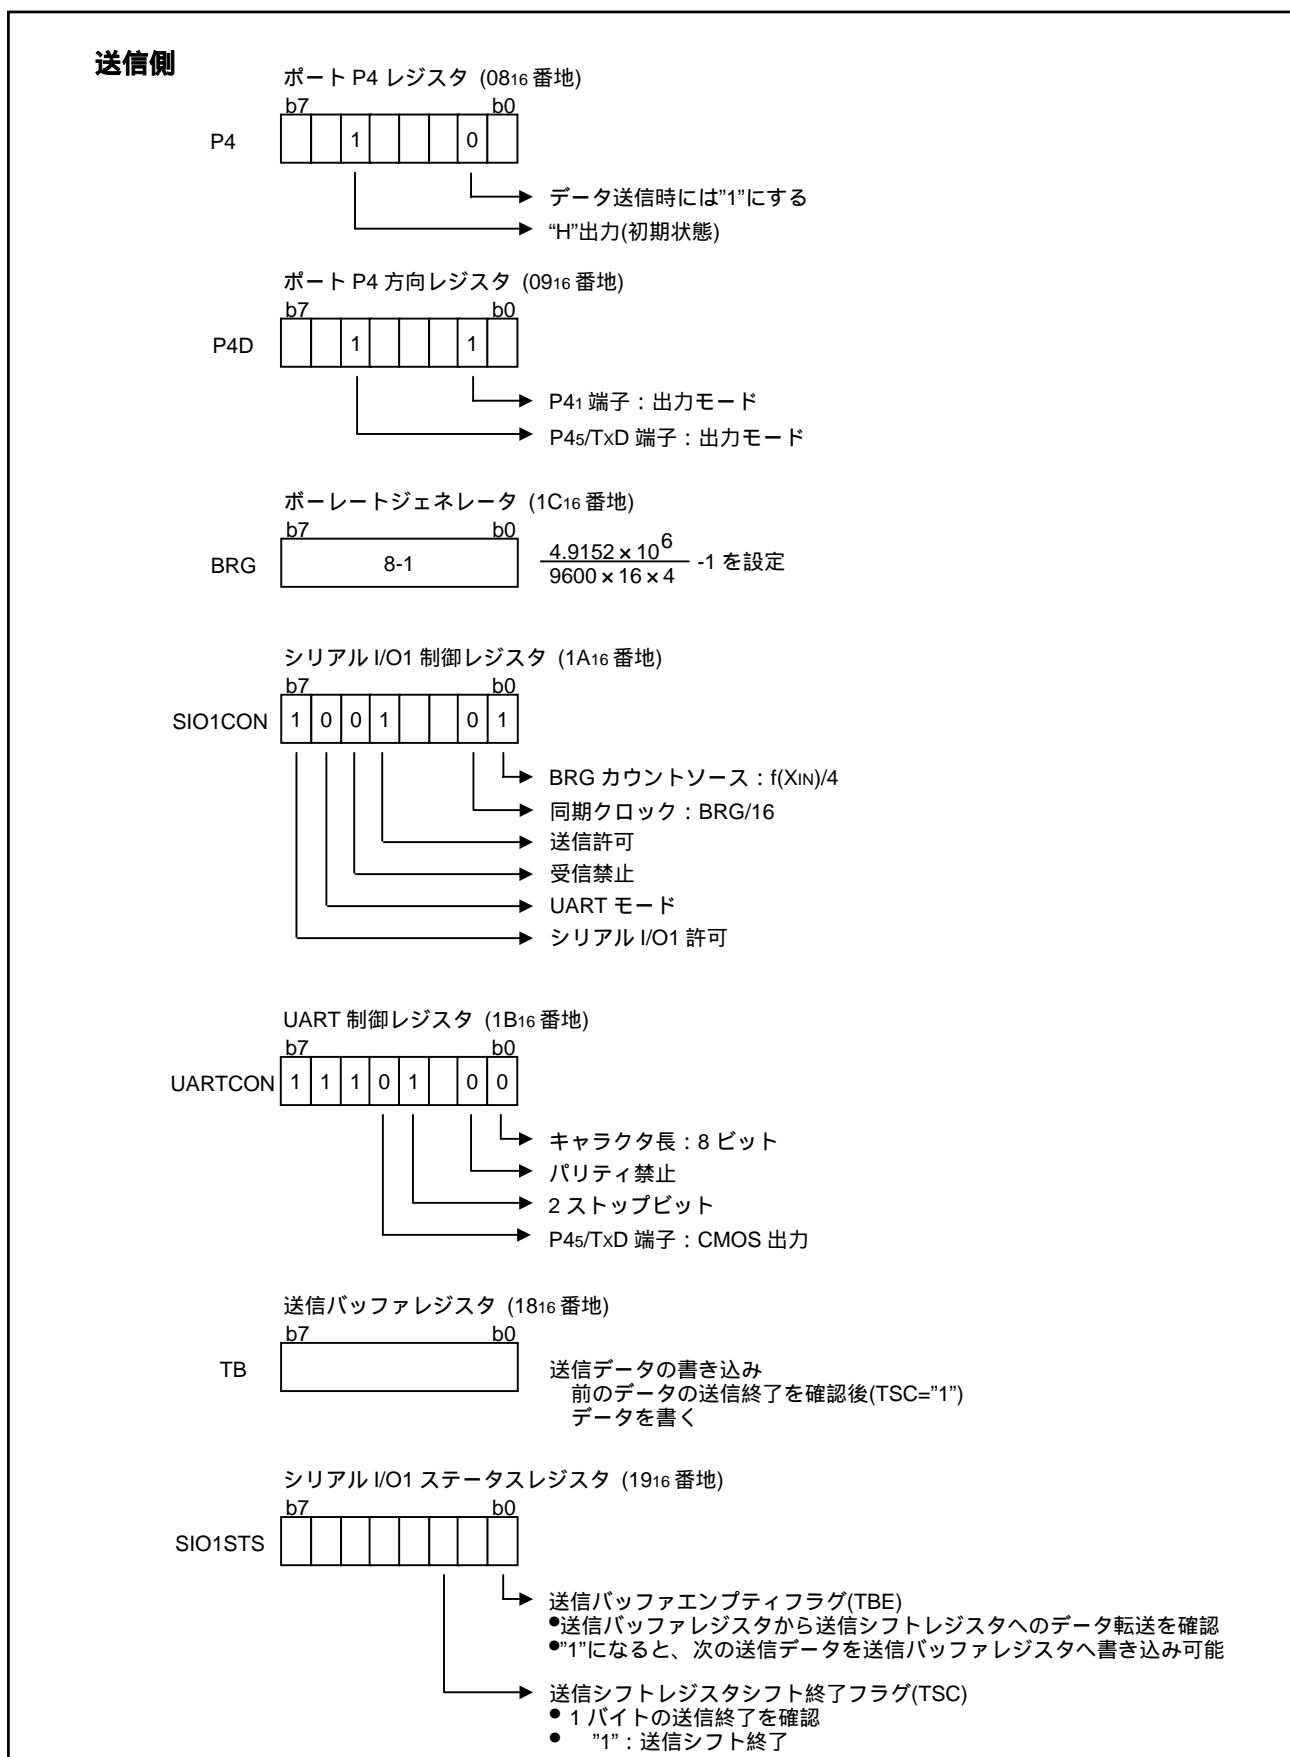 送信側
ポート P4 レジスタ (0816 番地)
b7 b0
P4 1 0
データ送信時には”1”にする
“H”出力(初期状態)
ポート P4 方向レジスタ (0916 番地)
b7 b0
P4D 1 1
P41 端子：出力モード
P45/TxD 端子：出力モード
ボーレートジェネレータ (1C16 番地)
b7 b0
BRG 8-1
4.9152 × 10^6
9600 × 16 × 4
-1 を設定
シリアル I/O1 制御レジスタ (1A16 番地)
b7 b0
SIO1CON 1 0 0 1 0 1
BRG カウントソース：f(XIN)/4
同期クロック：BRG/16
送信許可
受信禁止
UART モード
シリアル I/O1 許可
UART 制御レジスタ (1B16 番地)
b7 b0
UARTCON 1 1 1 0 1 0 0
キャラクタ長：8 ビット
パリティ禁止
2 ストップビット
P45/TxD 端子：CMOS 出力
送信バッファレジスタ (1816 番地)
b7 b0
TB
送信データの書き込み
前のデータの送信終了を確認後(TSC=”1”)
データを書く
シリアル I/O1 ステータスレジスタ (1916 番地)
b7 b0
SIO1STS
送信バッファエンプティフラグ(TBE)
●送信バッファレジスタから送信シフトレジスタへのデータ転送を確認
●”1”になると、次の送信データを送信バッファレジスタへ書き込み可能
送信シフトレジスタシフト終了フラグ(TSC)
● 1 バイトの送信終了を確認
● ”1”：送信シフト終了